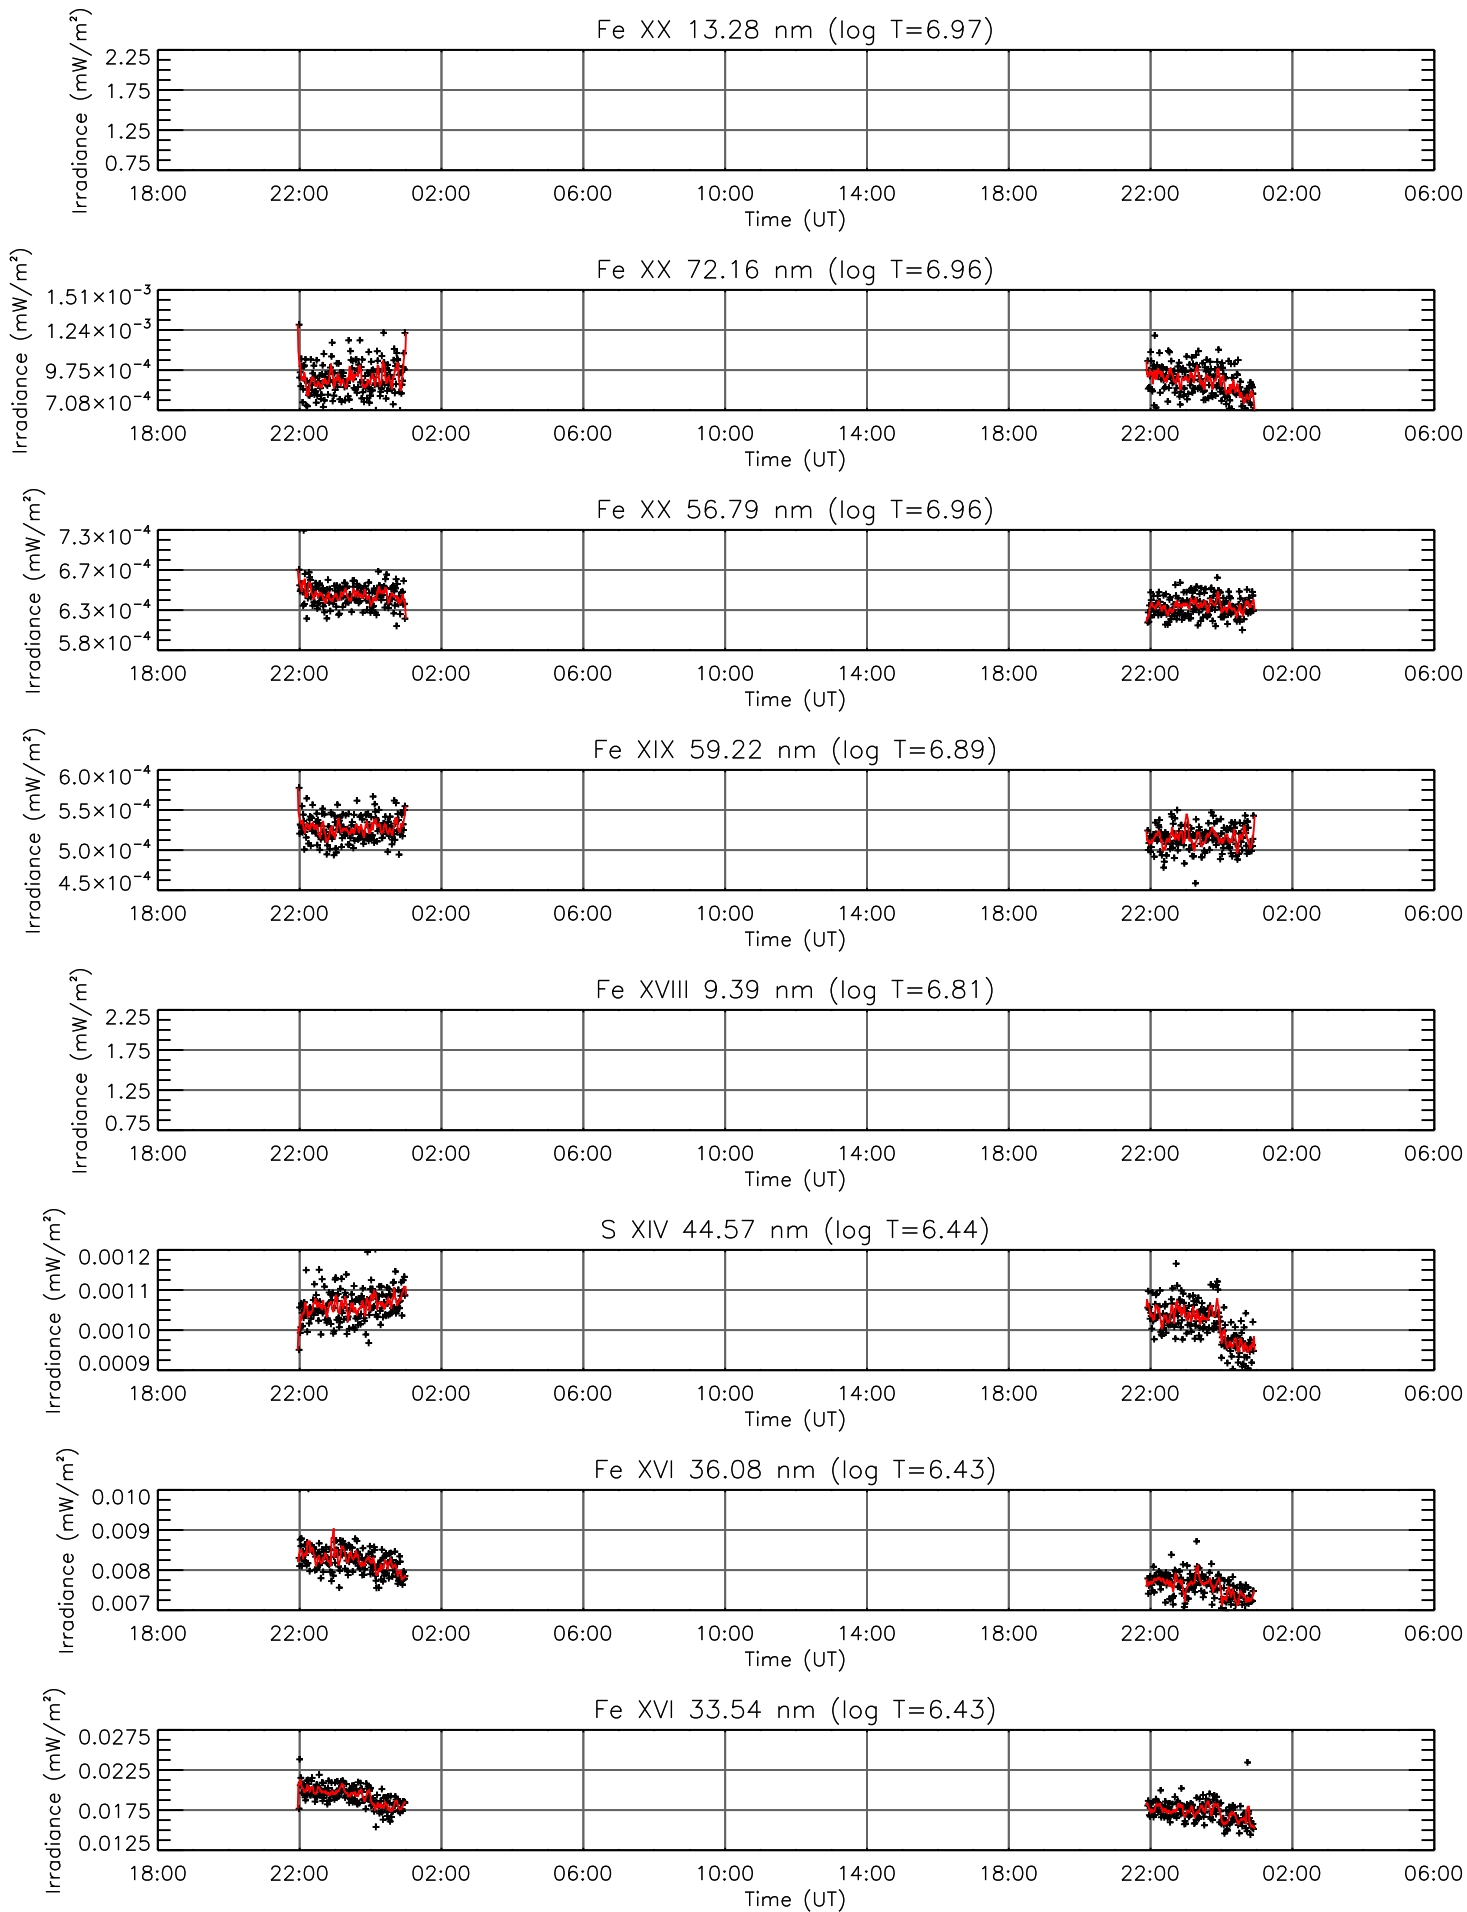 Fe XX 13.28 nm (log T=6.97)
Irradiance (mW/m²)
2.25
1.75
1.25
0.75
18:00 22:00 02:00 06:00 10:00 14:00 18:00 22:00 02:00 06:00
Time (UT)
Fe XX 72.16 nm (log T=6.96)
Irradiance (mW/m²)
1.51×10⁻³
1.24×10⁻³
9.75×10⁻⁴
7.08×10⁻⁴
18:00 22:00 02:00 06:00 10:00 14:00 18:00 22:00 02:00 06:00
Time (UT)
Fe XX 56.79 nm (log T=6.96)
Irradiance (mW/m²)
7.3×10⁻⁴
6.7×10⁻⁴
6.3×10⁻⁴
5.8×10⁻⁴
18:00 22:00 02:00 06:00 10:00 14:00 18:00 22:00 02:00 06:00
Time (UT)
Fe XIX 59.22 nm (log T=6.89)
Irradiance (mW/m²)
6.0×10⁻⁴
5.5×10⁻⁴
5.0×10⁻⁴
4.5×10⁻⁴
18:00 22:00 02:00 06:00 10:00 14:00 18:00 22:00 02:00 06:00
Time (UT)
Fe XVIII 9.39 nm (log T=6.81)
Irradiance (mW/m²)
2.25
1.75
1.25
0.75
18:00 22:00 02:00 06:00 10:00 14:00 18:00 22:00 02:00 06:00
Time (UT)
S XIV 44.57 nm (log T=6.44)
Irradiance (mW/m²)
0.0012
0.0011
0.0010
0.0009
18:00 22:00 02:00 06:00 10:00 14:00 18:00 22:00 02:00 06:00
Time (UT)
Fe XVI 36.08 nm (log T=6.43)
Irradiance (mW/m²)
0.010
0.009
0.008
0.007
18:00 22:00 02:00 06:00 10:00 14:00 18:00 22:00 02:00 06:00
Time (UT)
Fe XVI 33.54 nm (log T=6.43)
Irradiance (mW/m²)
0.0275
0.0225
0.0175
0.0125
18:00 22:00 02:00 06:00 10:00 14:00 18:00 22:00 02:00 06:00
Time (UT)